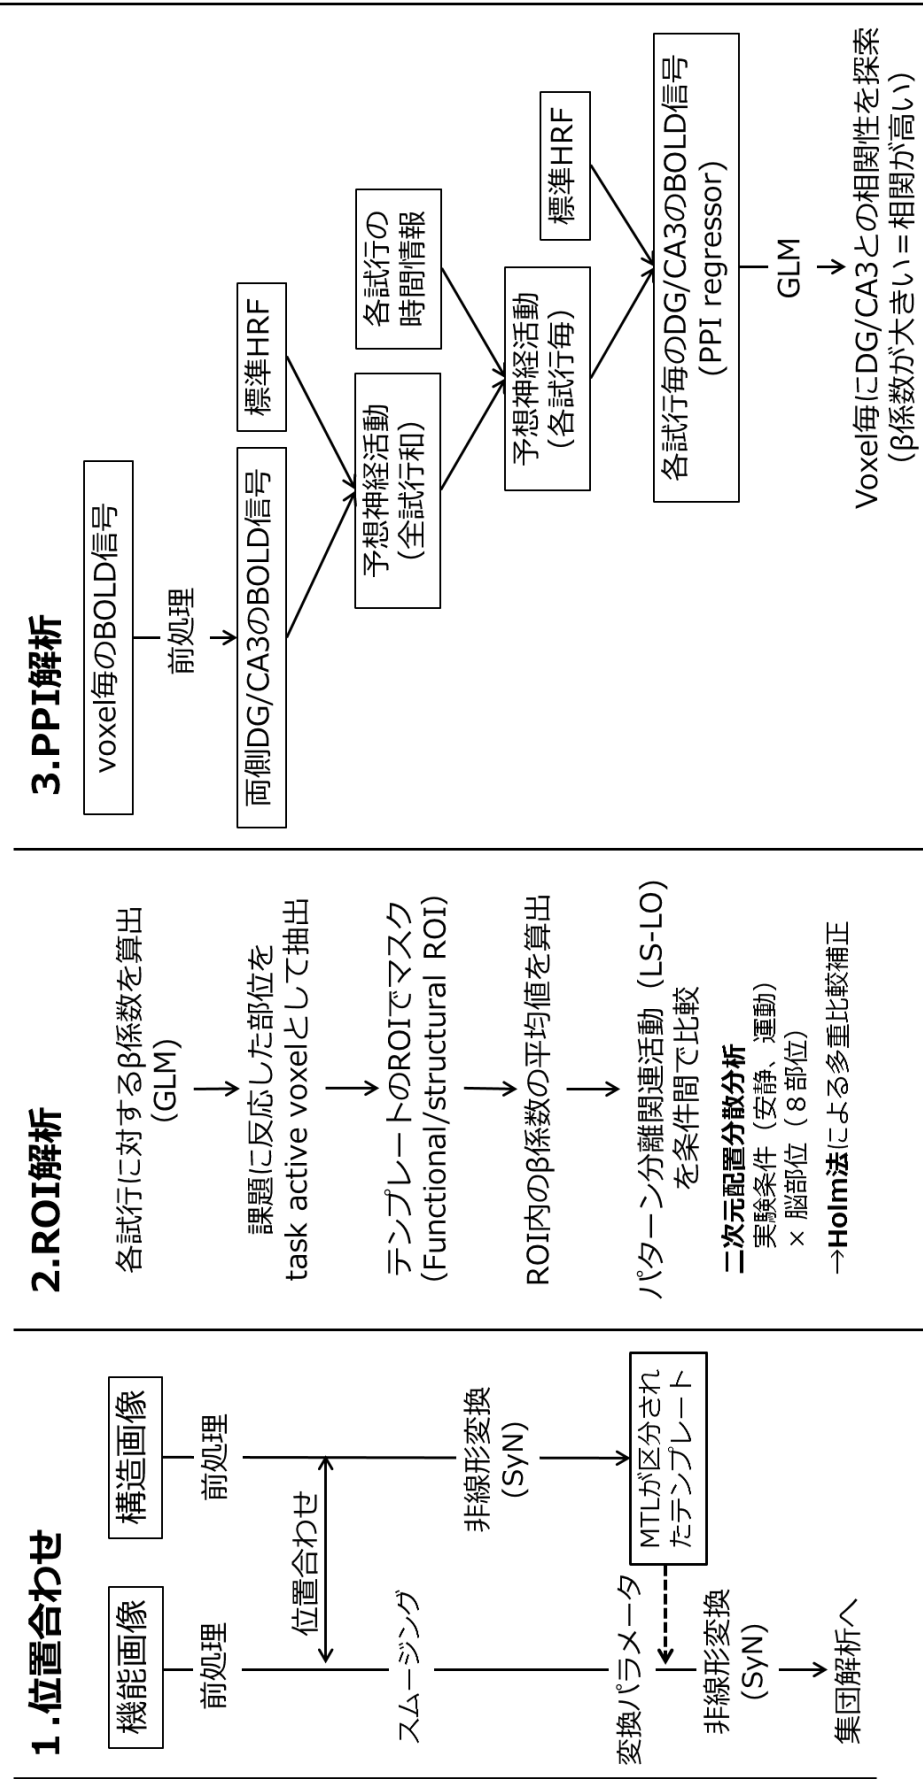 1.位置合わせ
機能画像
構造画像
前処理
前処理
位置合わせ
スムージング
非線形変換
(SyN)
MTLが区分され
たテンプレート
変換パラメータ
非線形変換
(SyN)
集団解析へ
2.ROI解析
各試行に対するβ係数を算出
(GLM)
課題に反応した部位を
task active voxelとして抽出
テンプレートのROIでマスク
(Functional/structural ROI)
ROI内のβ係数の平均値を算出
パターン分離関連活動（LS-LO）
を条件間で比較
二次元配置分散分析
実験条件（安静、運動）
× 脳部位（８部位）
→Holm法による多重比較補正
3.PPI解析
voxel毎のBOLD信号
前処理
両側DG/CA3のBOLD信号
標準HRF
予想神経活動
（全試行和）
各試行の
時間情報
予想神経活動
（各試行毎）
標準HRF
各試行毎のDG/CA3のBOLD信号
(PPI regressor)
GLM
Voxel毎にDG/CA3との相関性を探索
（β係数が大きい＝相関が高い）